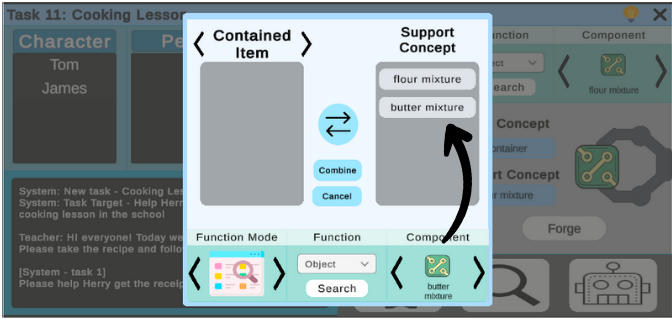 Task 11: Cooking Lesson
Character
Pe
Tom
James
System: New task - Cooking Les
System: Task Target - Help Herr
cooking lesson in the school
Teacher: HI everyone! Today we
Please take the recipe and follo
[System - task 1]
Please help Herry get the receip
Contained
Item
Support
Concept
flour mixture
butter mixture
Combine
Cancel
Function Mode
Function
Component
Object
Search
butter
mixture
unction
Component
ect
earch
flour mixture
Concept
ontainer
rt Concept
ur mixture
Forge